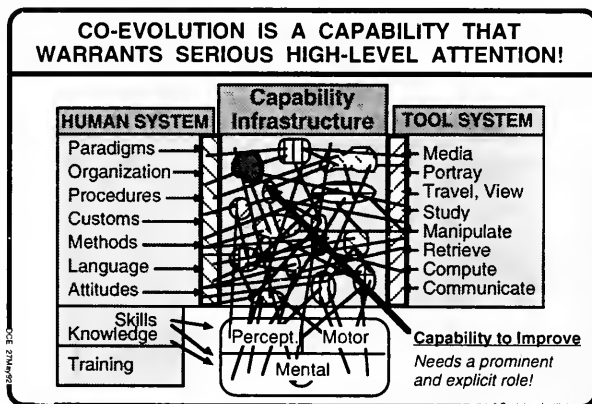 CO-EVOLUTION IS A CAPABILITY THAT
WARRANTS SERIOUS HIGH-LEVEL ATTENTION!
HUMAN SYSTEM
Capability
Infrastructure
TOOL SYSTEM
Paradigms
Organization
Procedures
Customs
Methods
Language
Attitudes
Media
Portray
Travel, View
Study
Manipulate
Retrieve
Compute
Communicate
Skills
Knowledge
Training
Percept.
Motor
Mental
Capability to Improve
Needs a prominent
and explicit role!
DCE 27May92